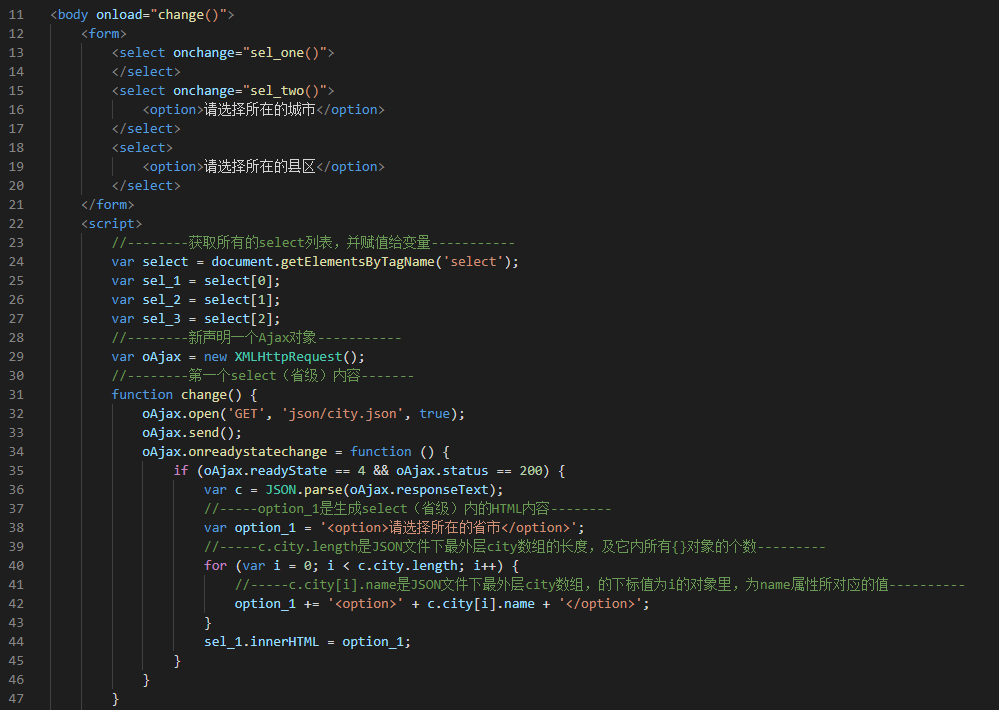 11 <body onload="change()">
12 <form>
13 <select onchange="sel_one()">
14 </select>
15 <select onchange="sel_two()">
16 <option>请选择所在的城市</option>
17 </select>
18 <select>
19 <option>请选择所在的县区</option>
20 </select>
21 </form>
22 <script>
23 //--------获取所有的select列表，并赋值给变量-----------
24 var select = document.getElementsByTagName('select');
25 var sel_1 = select[0];
26 var sel_2 = select[1];
27 var sel_3 = select[2];
28 //--------新声明一个Ajax对象-----------
29 var oAjax = new XMLHttpRequest();
30 //--------第一个select（省级）内容-------
31 function change() {
32 oAjax.open('GET', 'json/city.json', true);
33 oAjax.send();
34 oAjax.onreadystatechange = function () {
35 if (oAjax.readyState == 4 && oAjax.status == 200) {
36 var c = JSON.parse(oAjax.responseText);
37 //-----option_1是生成select（省级）内的HTML内容--------
38 var option_1 = '<option>请选择所在的省市</option>';
39 //-----c.city.length是JSON文件下最外层city数组的长度，及它内所有{}对象的个数---------
40 for (var i = 0; i < c.city.length; i++) {
41 //-----c.city[i].name是JSON文件下最外层city数组，的下标值为i的对象里，为name属性所对应的值----------
42 option_1 += '<option>' + c.city[i].name + '</option>';
43 }
44 sel_1.innerHTML = option_1;
45 }
46 }
47 }